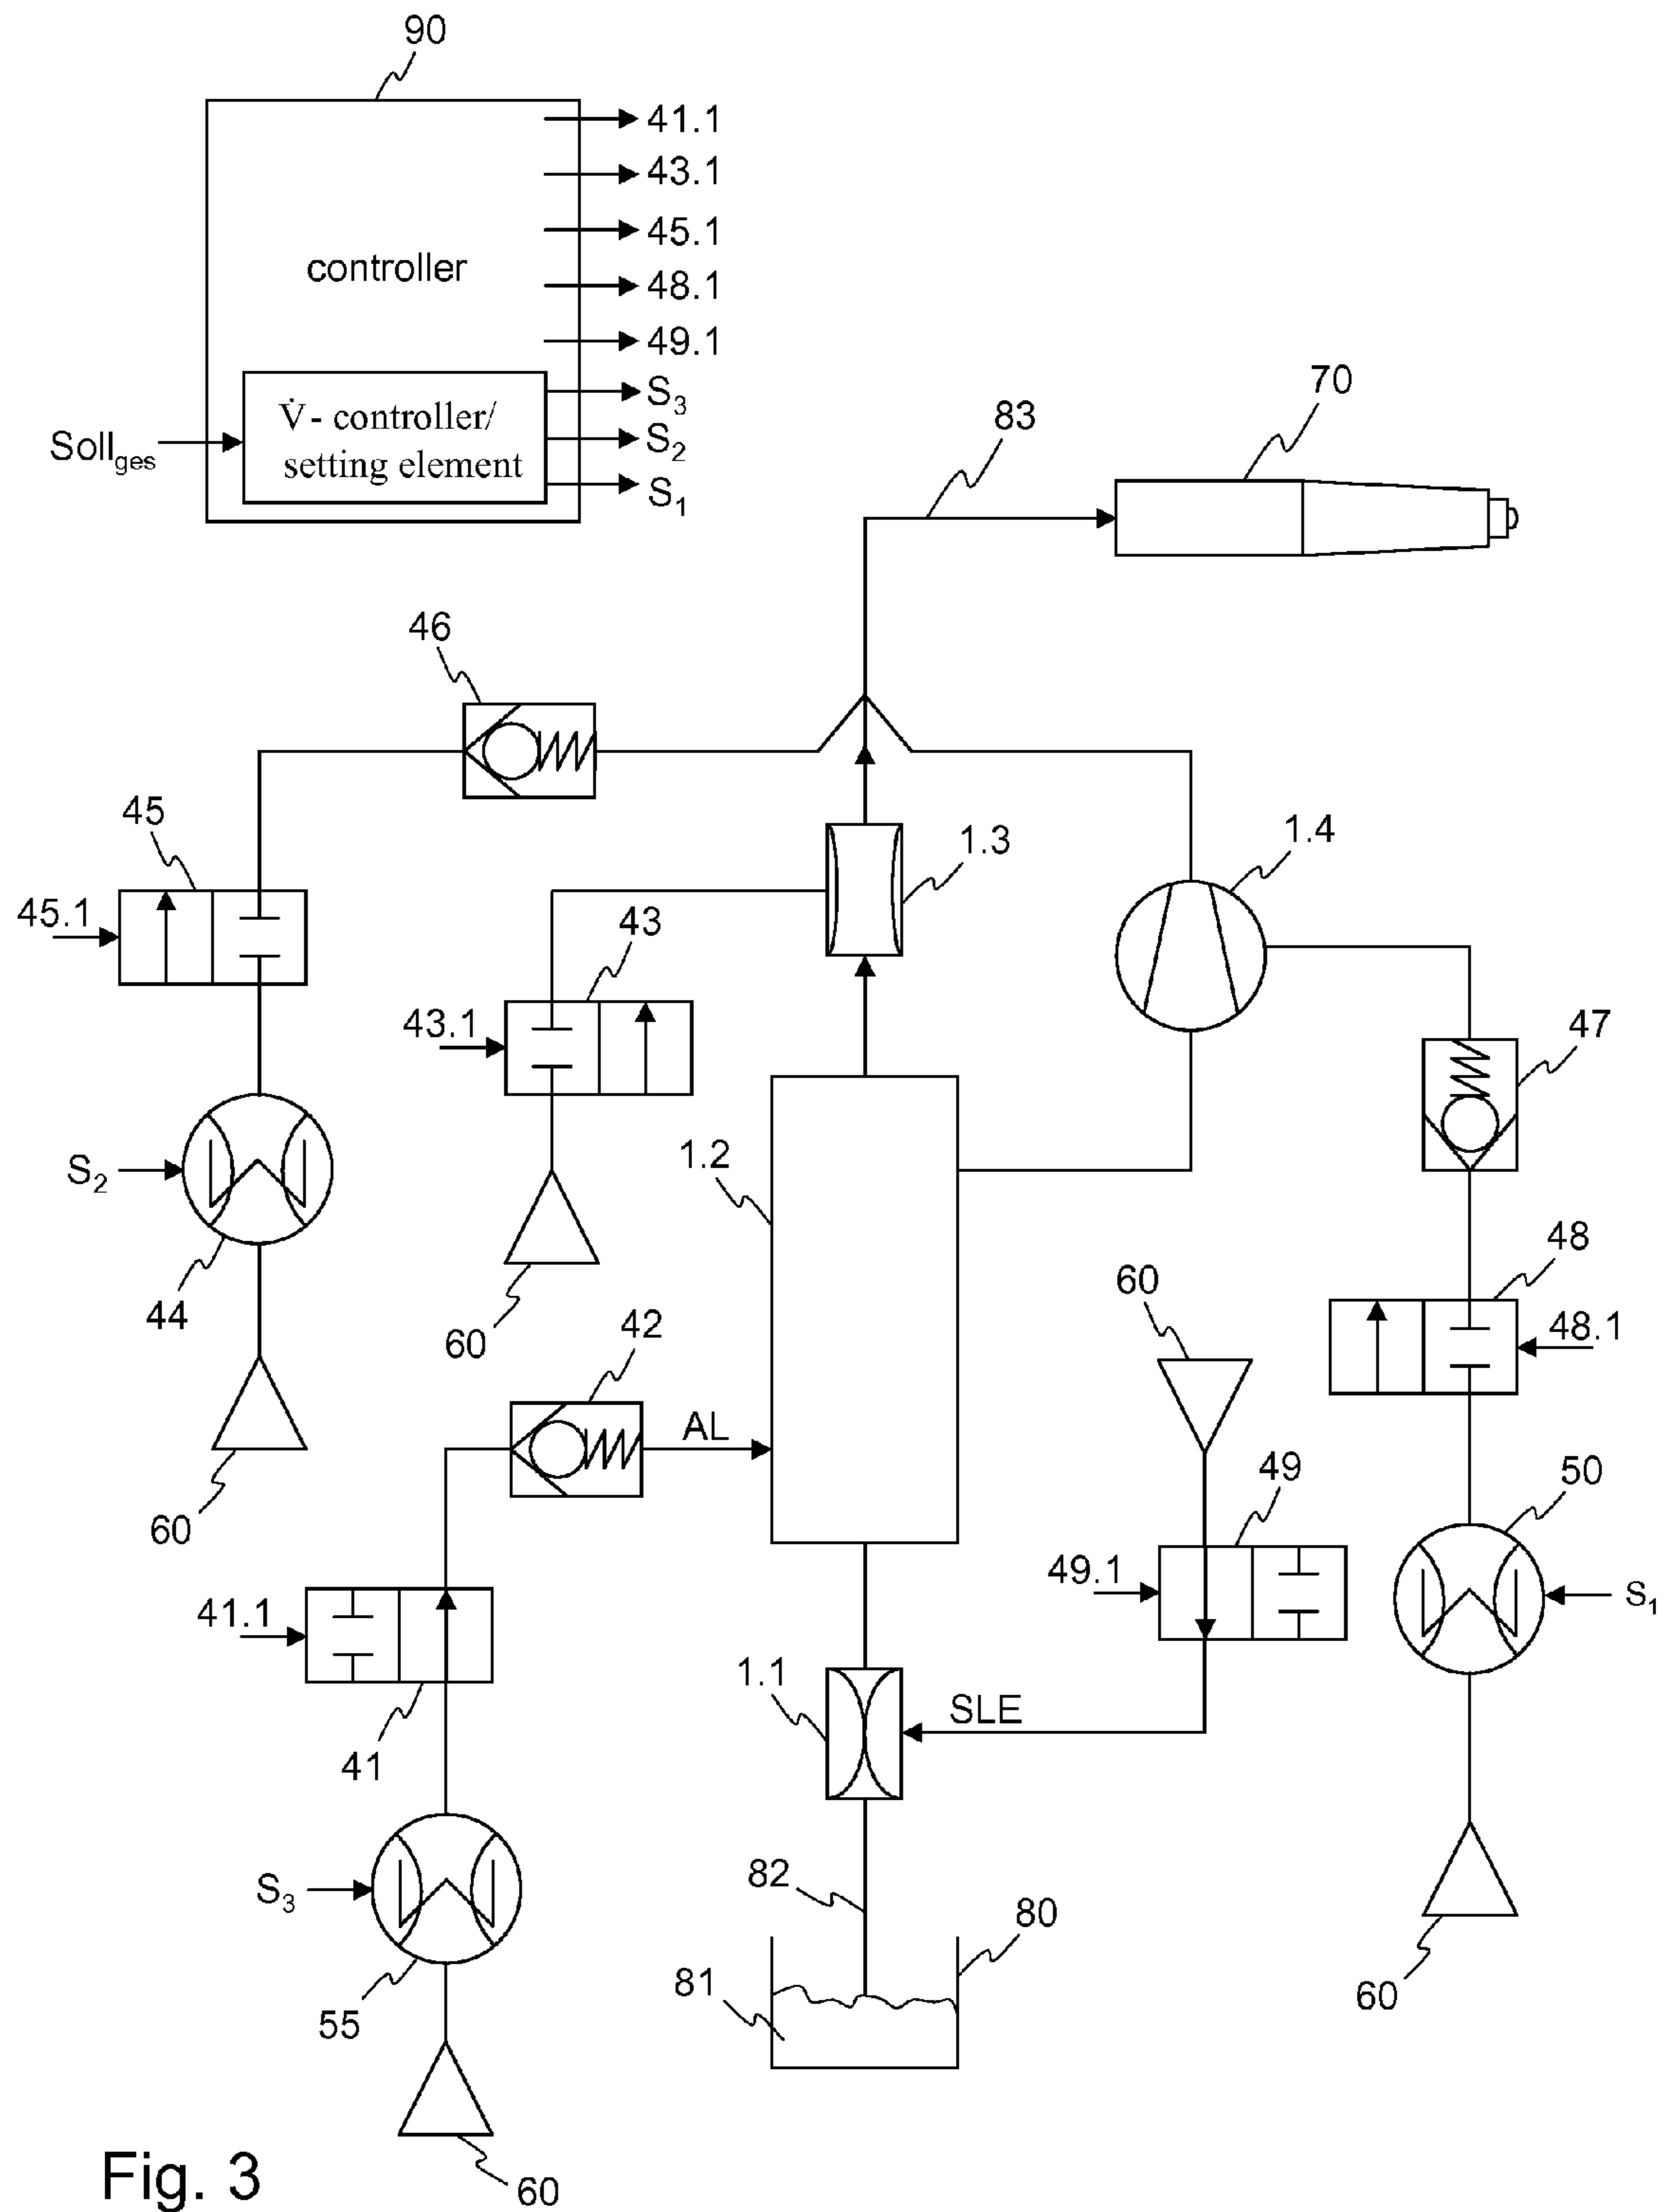 90
41.1
43.1
45.1
controller
48.1
49.1
S3
V̇ - controller/
Sollges
S2
setting element
S1
83
70
46
45
1.3
1.4
45.1
43
43.1
47
1.2
S2
48
44
60
42
60
48.1
AL
60
49
50
41.1
49.1
S1
1.1
SLE
41
82
80
S3
81
60
55
60
Fig. 3